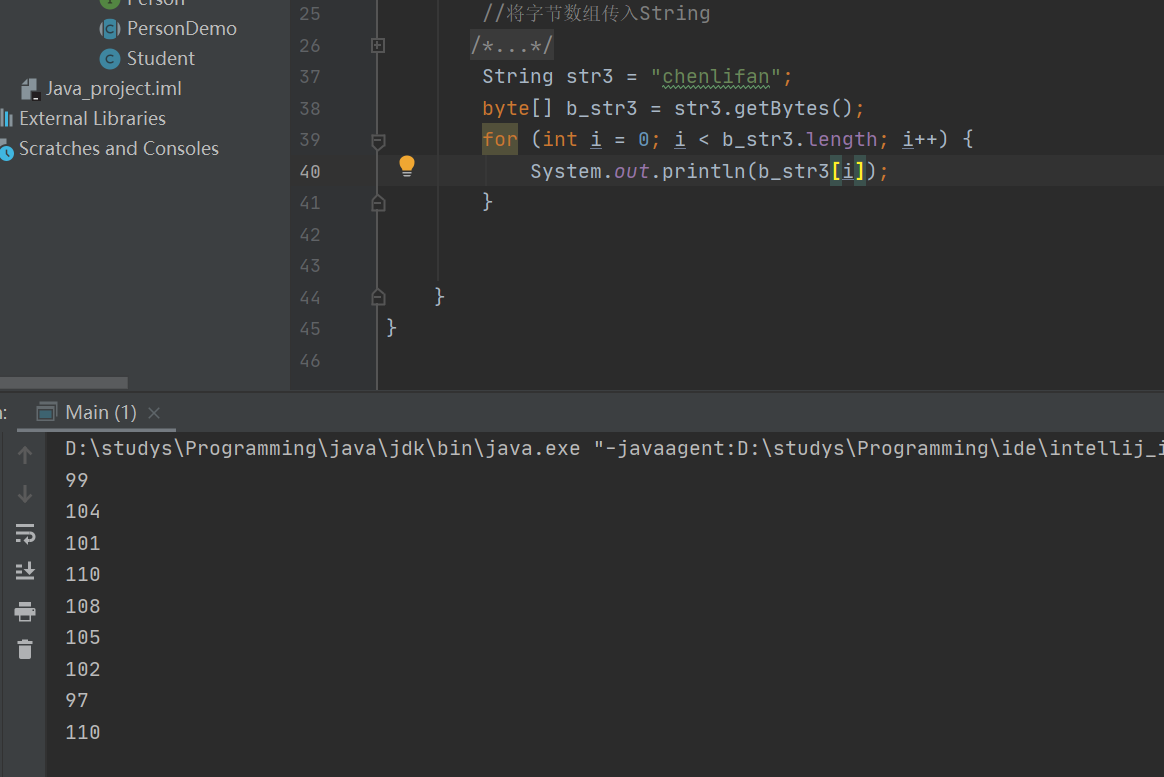 Person
PersonDemo
Student
Java_project.iml
External Libraries
Scratches and Consoles
25 //将字节数组传入String
26 /*...*/
37 String str3 = "chenlifan";
38 byte[] b_str3 = str3.getBytes();
39 for (int i = 0; i < b_str3.length; i++) {
40 System.out.println(b_str3[i]);
41 }
42
43
44 }
45 }
46
Main (1)
D:\studys\Programming\java\jdk\bin\java.exe "-javaagent:D:\studys\Programming\ide\intellij_i
99
104
101
110
108
105
102
97
110